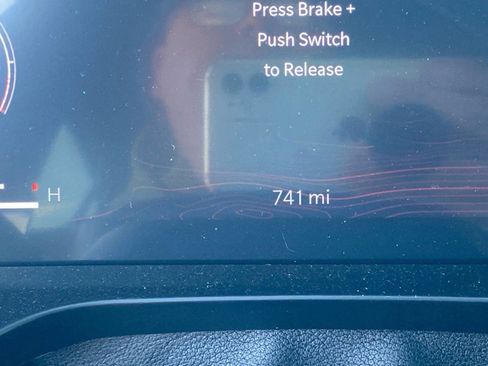 Press Brake +
Push Switch
to Release
H
741 mi